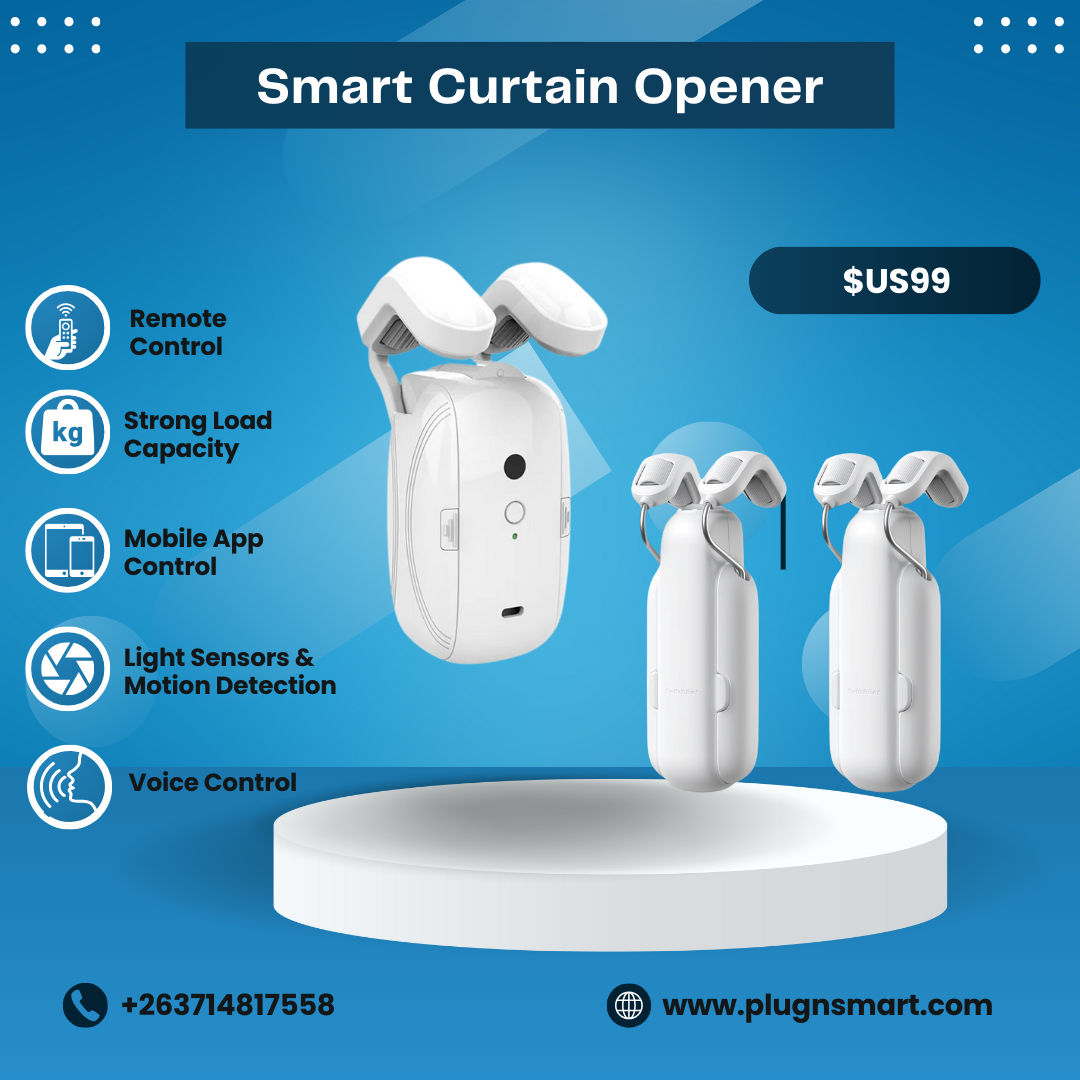 Smart Curtain Opener
$US99
Remote
Control
kg
Strong Load
Capacity
Mobile App
Control
Light Sensors &
Motion Detection
Voice Control
+263714817558
www.plugnsmart.com